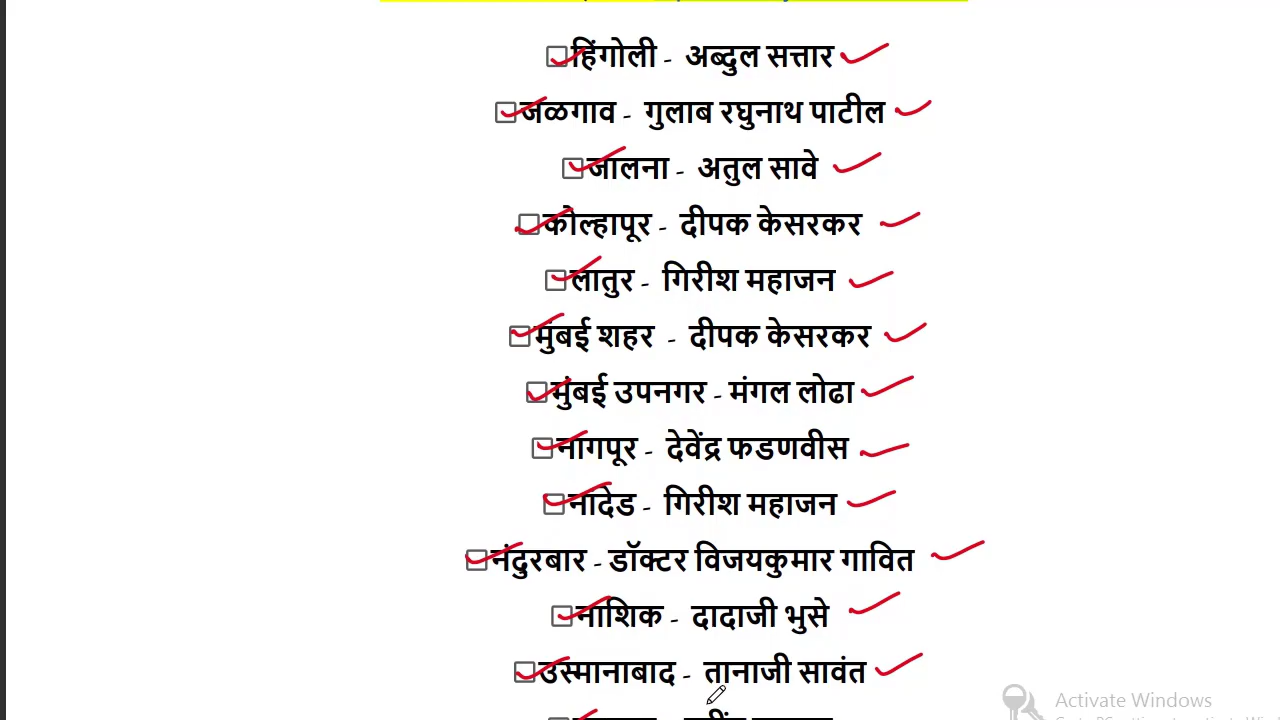 हिंगोली - अब्दुल सत्तार
जळगाव - गुलाब रघुनाथ पाटील
जालना - अतुल सावे
कोल्हापूर - दीपक केसरकर
लातुर - गिरीश महाजन
मुंबई शहर - दीपक केसरकर
मुंबई उपनगर - मंगल लोढा
नागपूर - देवेंद्र फडणवीस
नांदेड - गिरीश महाजन
नंदुरबार - डॉक्टर विजयकुमार गावित
नाशिक - दादाजी भुसे
उस्मानाबाद - तानाजी सावंत
Activate Windows